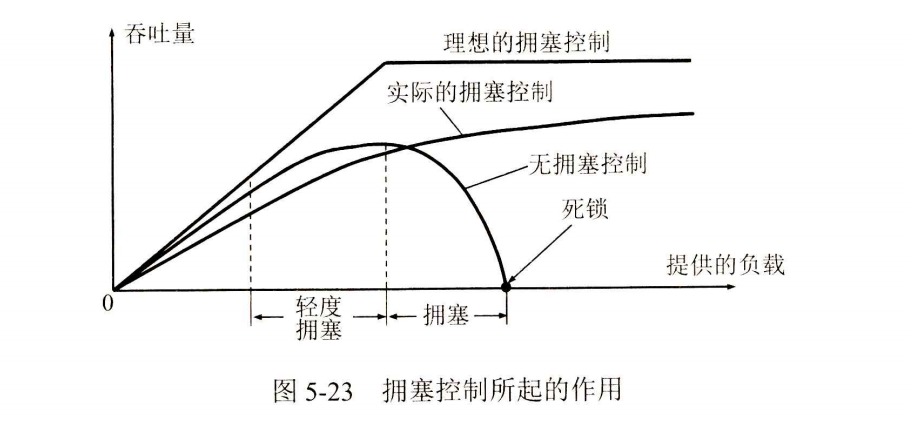 吞吐量
理想的拥塞控制
实际的拥塞控制
无拥塞控制
死锁
提供的负载
0
轻度
拥塞
拥塞
图 5-23 拥塞控制所起的作用